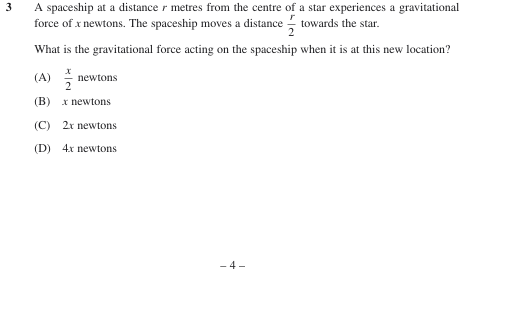 3 A spaceship at a distance r metres from the centre of a star experiences a gravitational
force of x newtons. The spaceship moves a distance r/2 towards the star.
What is the gravitational force acting on the spaceship when it is at this new location?
(A) x/2 newtons
(B) x newtons
(C) 2x newtons
(D) 4x newtons
– 4 –